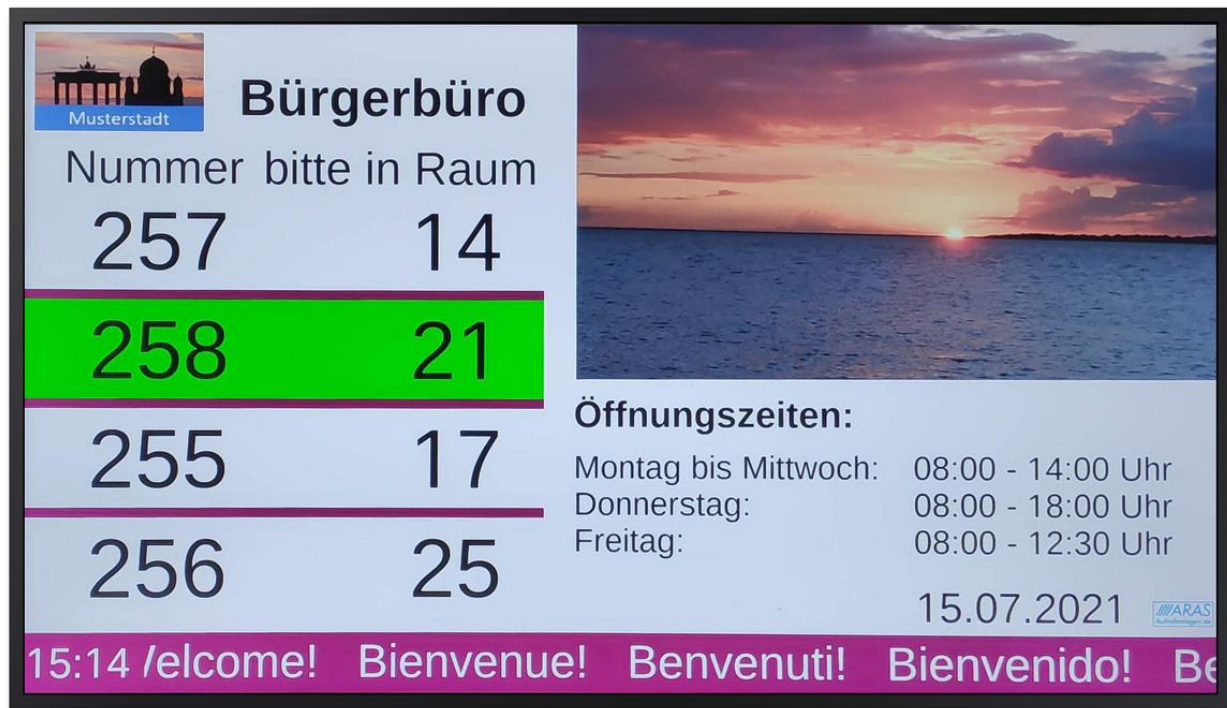 Musterstadt
Bürgerbüro
Nummer bitte in Raum
257 14
258 21
255 17
256 25
Öffnungszeiten:
Montag bis Mittwoch: 08:00 - 14:00 Uhr
Donnerstag: 08:00 - 18:00 Uhr
Freitag: 08:00 - 12:30 Uhr
15.07.2021
ARAS
15:14 /elcome! Bienvenue! Benvenuti! Bienvenido! Be